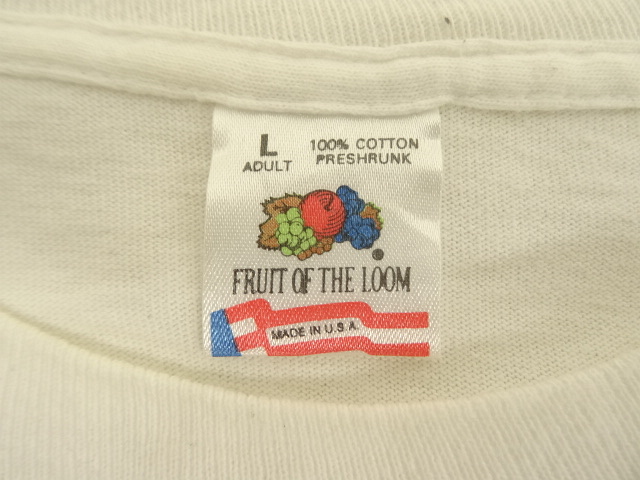 L 100% COTTON
ADULT PRESHRUNK
®
FRUIT OF THE LOOM
MADE IN U.S.A.